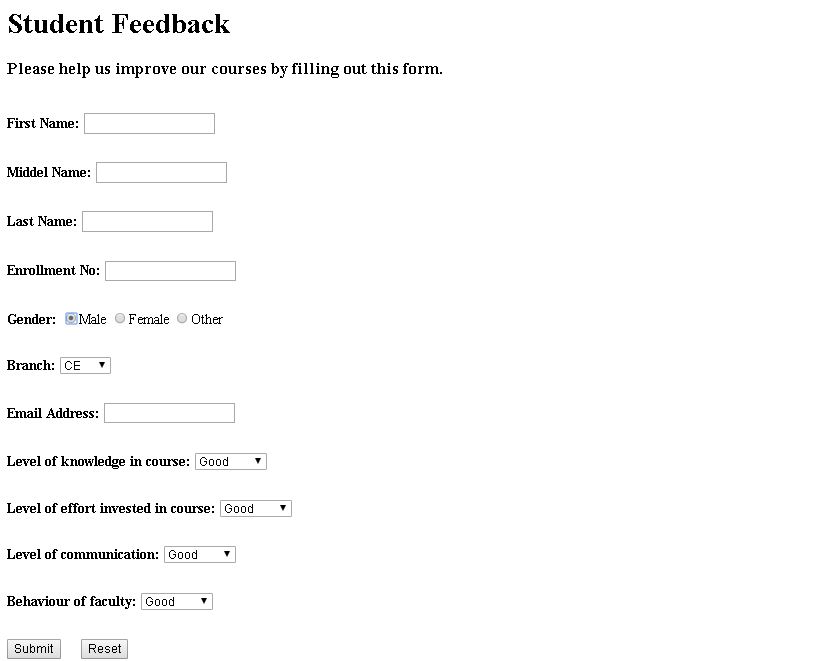 Student Feedback
Please help us improve our courses by filling out this form.
First Name:
Middel Name:
Last Name:
Enrollment No:
Gender: Male Female Other
Branch: CE
Email Address:
Level of knowledge in course: Good
Level of effort invested in course: Good
Level of communication: Good
Behaviour of faculty: Good
Submit Reset